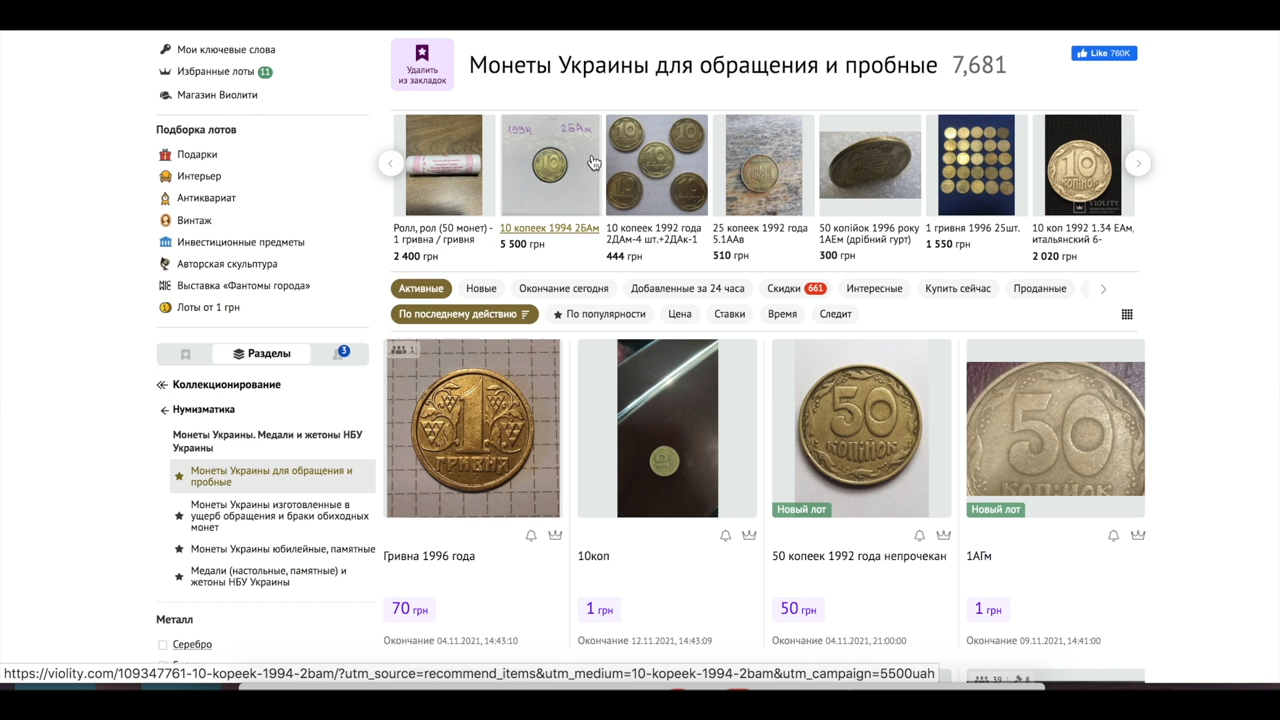 Мои ключевые слова
Избранные лоты 11
Магазин Виолити
Подборка лотов
Подарки
Интерьер
Антиквариат
Винтаж
Инвестиционные предметы
Авторская скульптура
Выставка «Фантомы города»
Лоты от 1 грн
Разделы
3
Коллекционирование
Нумизматика
Монеты Украины. Медали и жетоны НБУ
Украины
Монеты Украины для обращения и
пробные
Монеты Украины изготовленные в
ущерб обращения и браки обиходных
монет
Монеты Украины юбилейные, памятные
Медали (настольные, памятные) и
жетоны НБУ Украины
Металл
Серебро
Удалить
из закладок
Монеты Украины для обращения и пробные 7,681
Like 760K
1994 2БАм
VIOLITY
Ролл, рол (50 монет) -
1 гривна / гривня
2 400 грн
10 копеек 1994 2БАм
5 500 грн
10 копеек 1992 года
2ДАм-4 шт.+2ДАк-1
444 грн
25 копеек 1992 года
5.1ААв
510 грн
50 копійок 1996 року
1АЕм (дрібний гурт)
300 грн
1 гривня 1996 25шт.
1 550 грн
10 коп 1992 1.34 ЕАм,
итальянский 6-
2 020 грн
Активные Новые Окончание сегодня Добавленные за 24 часа Скидки 661 Интересные Купить сейчас Проданные
По последнему действию По популярности Цена Ставки Время Следит
1
1 ГРИВНЯ
50 КОПІЙОК
50 КОПІЙОК
Новый лот
Новый лот
Гривна 1996 года
70 грн
Окончание 04.11.2021, 14:43:10
10коп
1 грн
Окончание 12.11.2021, 14:43:09
50 копеек 1992 года непрочекан
50 грн
Окончание 04.11.2021, 21:00:00
1АГм
1 грн
Окончание 09.11.2021, 14:41:00
39 8
https://violity.com/109347761-10-kopeek-1994-2bam/?utm_source=recommend_items&utm_medium=10-kopeek-1994-2bam&utm_campaign=5500uah